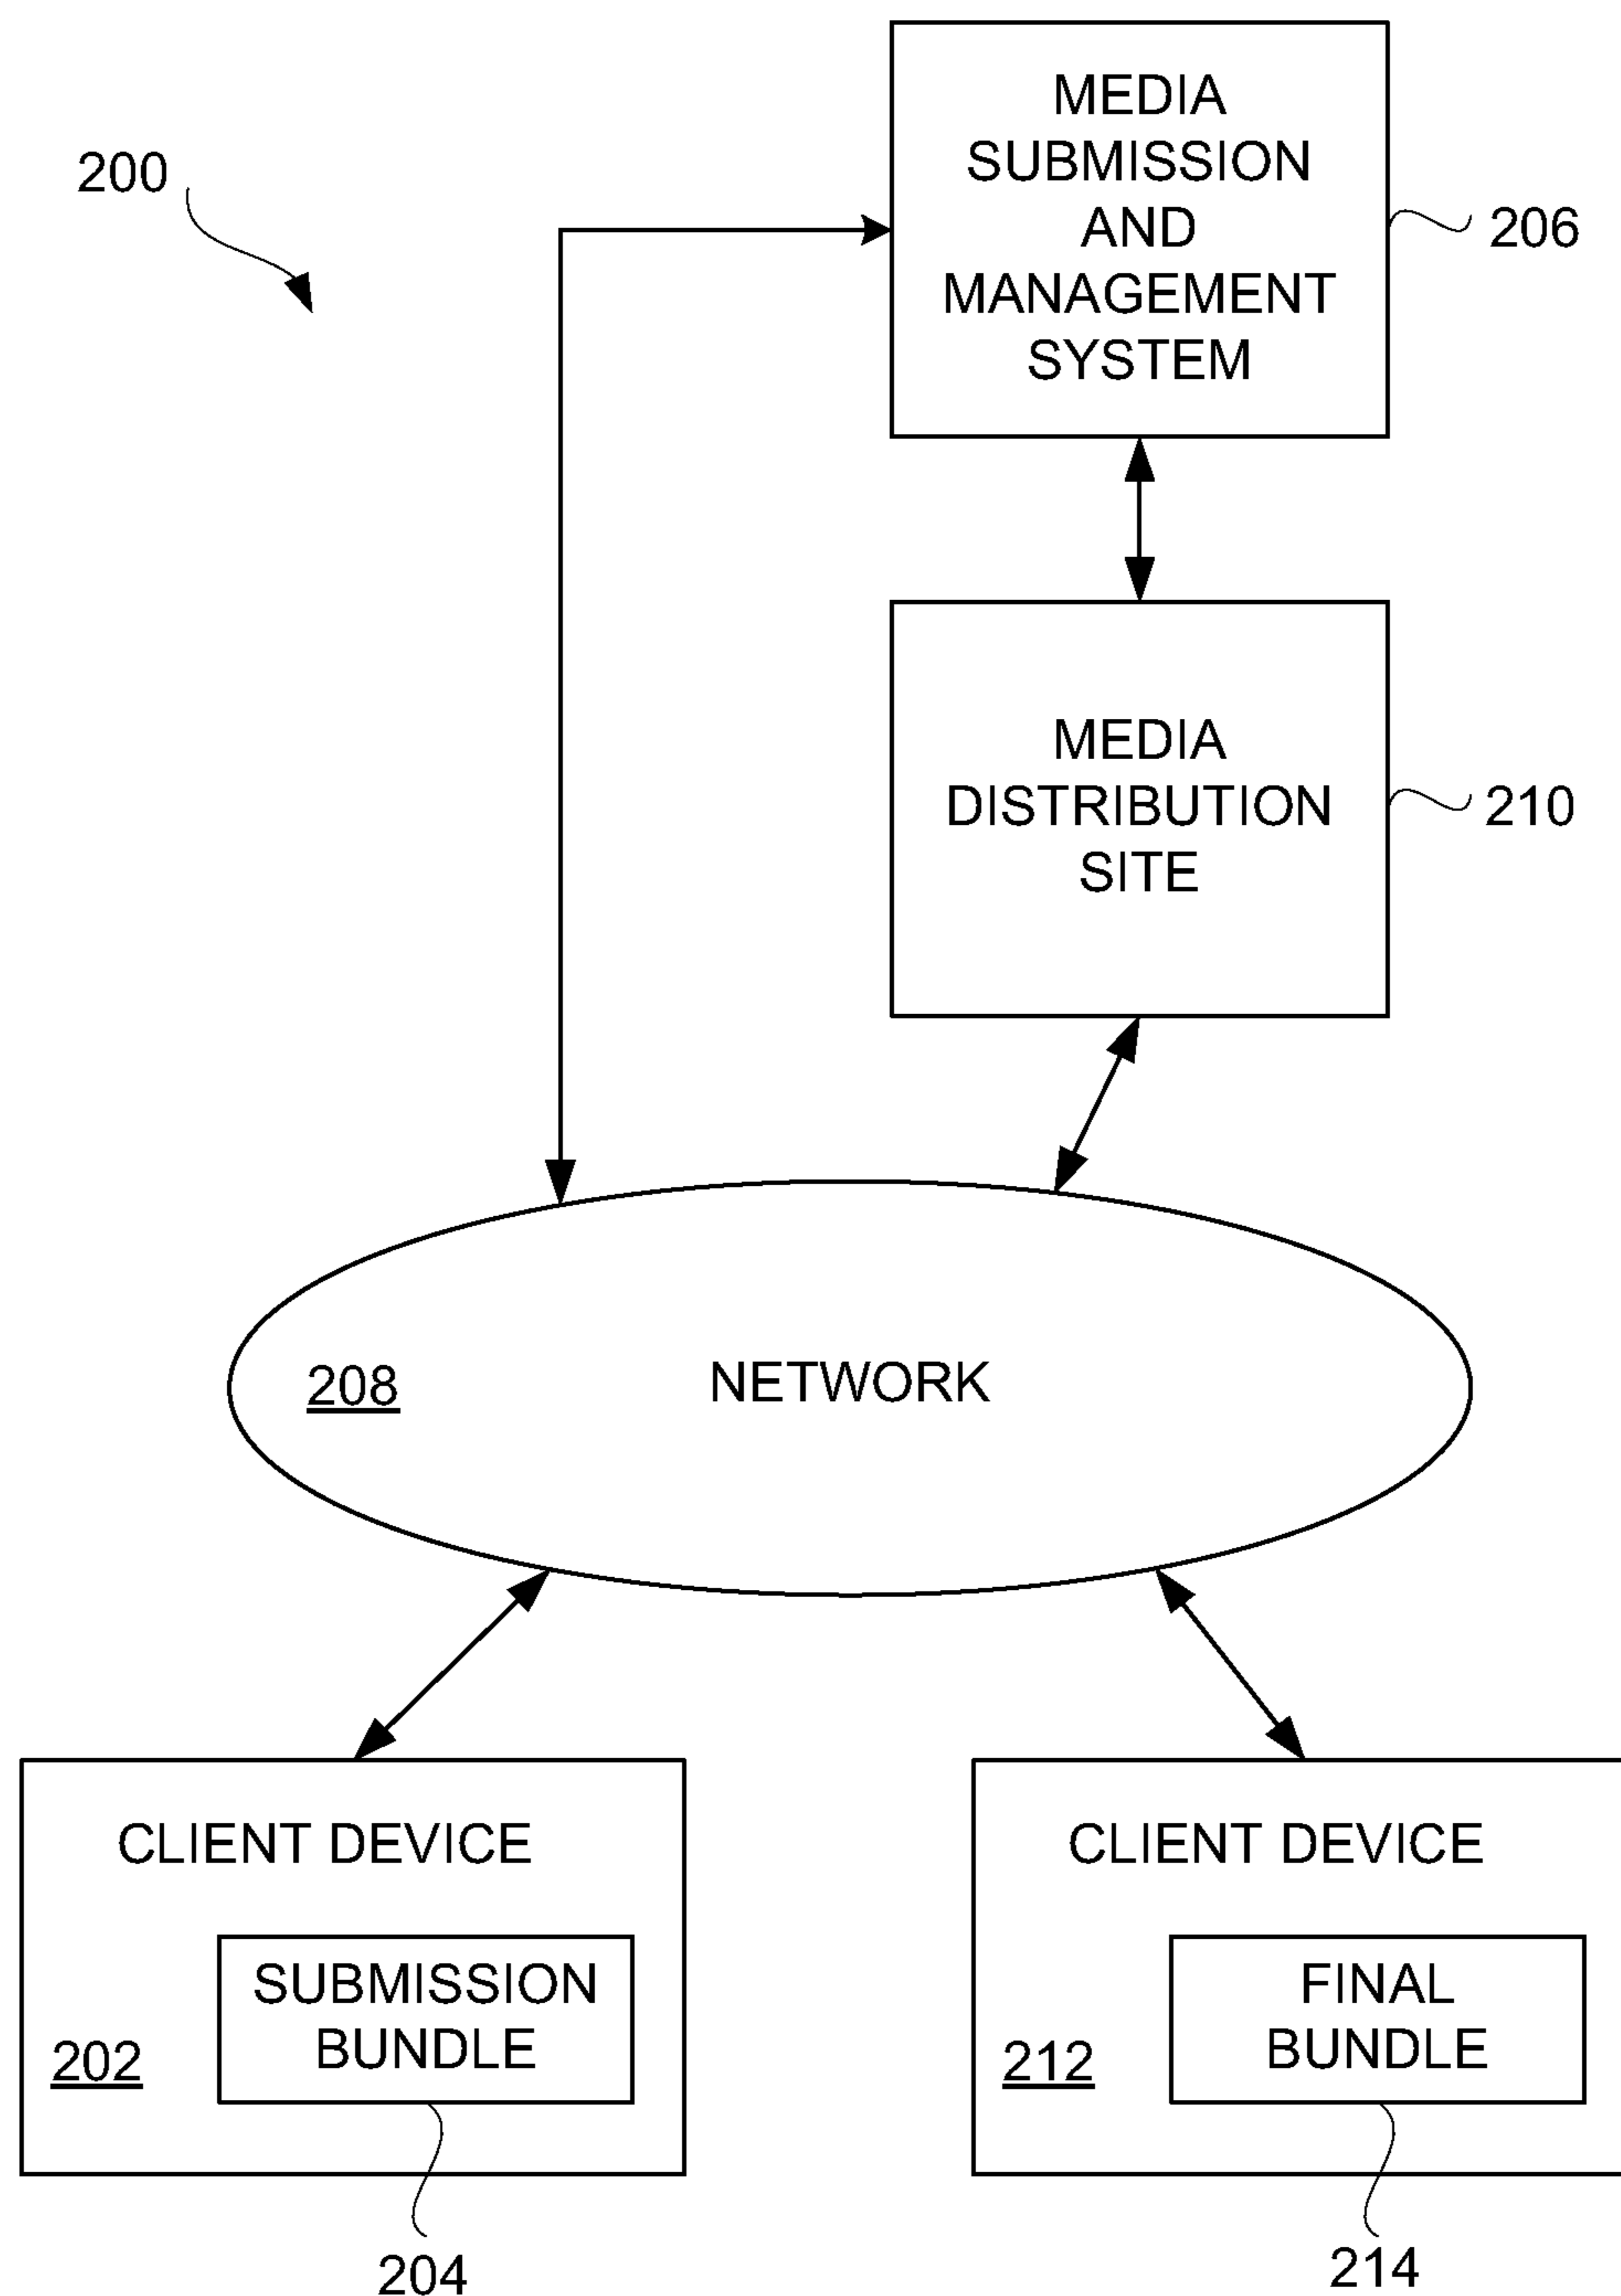 MEDIA
SUBMISSION
AND
MANAGEMENT
SYSTEM
200
206
MEDIA
DISTRIBUTION
SITE
210
208
NETWORK
CLIENT DEVICE
SUBMISSION
BUNDLE
202
204
CLIENT DEVICE
FINAL
BUNDLE
212
214